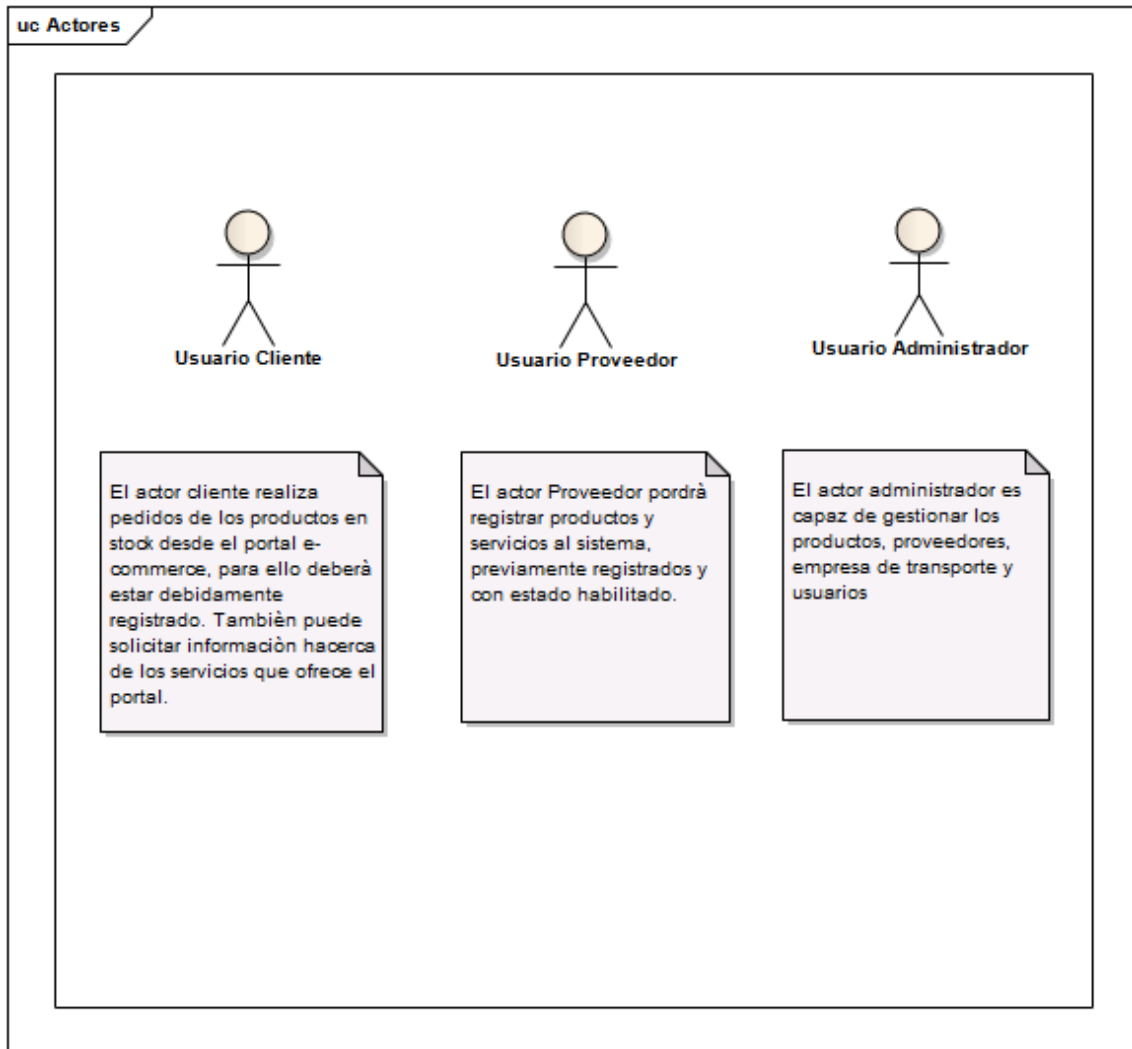 uc Actores
Usuario Cliente
Usuario Proveedor
Usuario Administrador
El actor cliente realiza
pedidos de los productos en
stock desde el portal e-
commerce, para ello deberà
estar debidamente
registrado. Tambièn puede
solicitar informaciòn hacerca
de los servicios que ofrece el
portal.
El actor Proveedor pordrà
registrar productos y
servicios al sistema,
previamente registrados y
con estado habilitado.
El actor administrador es
capaz de gestionar los
productos, proveedores,
empresa de transporte y
usuarios